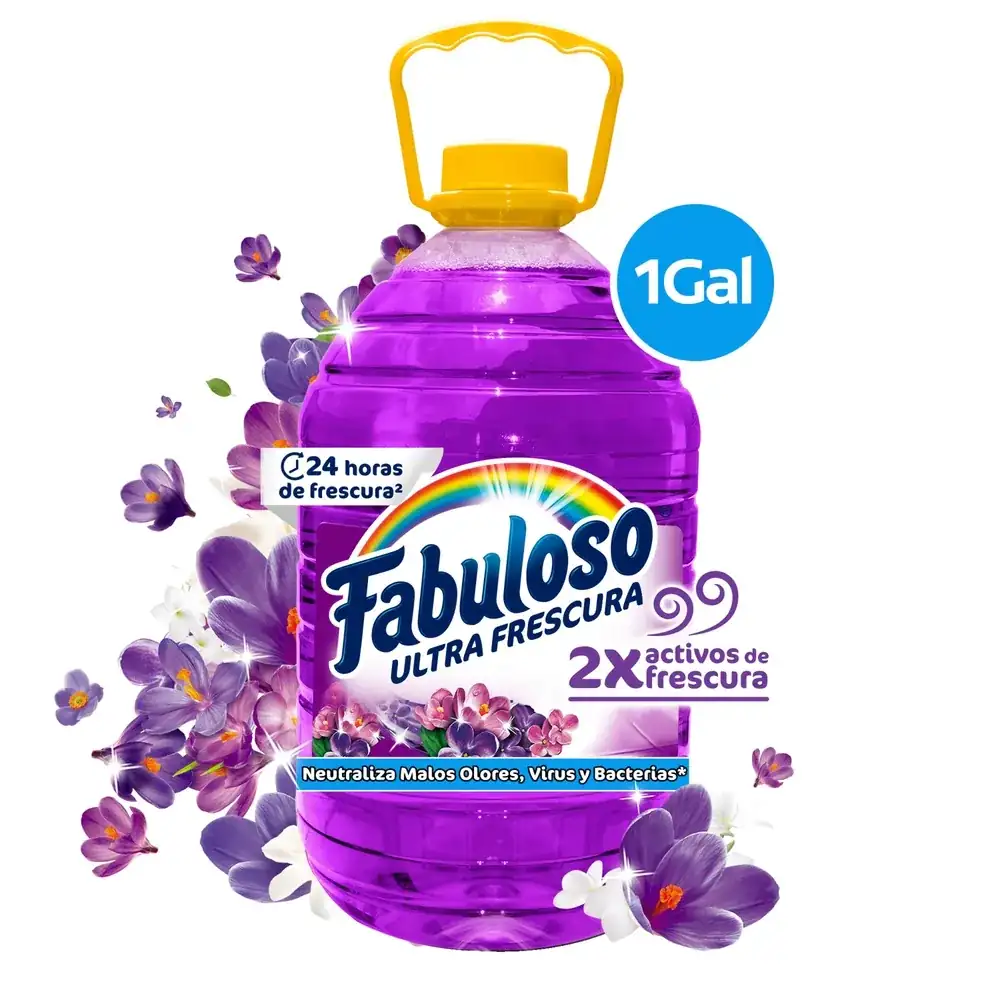 1Gal
24 horas
de frescura²
Fabuloso
ULTRA FRESCURA
2X activos de
frescura
Neutraliza Malos Olores, Virus y Bacterias*